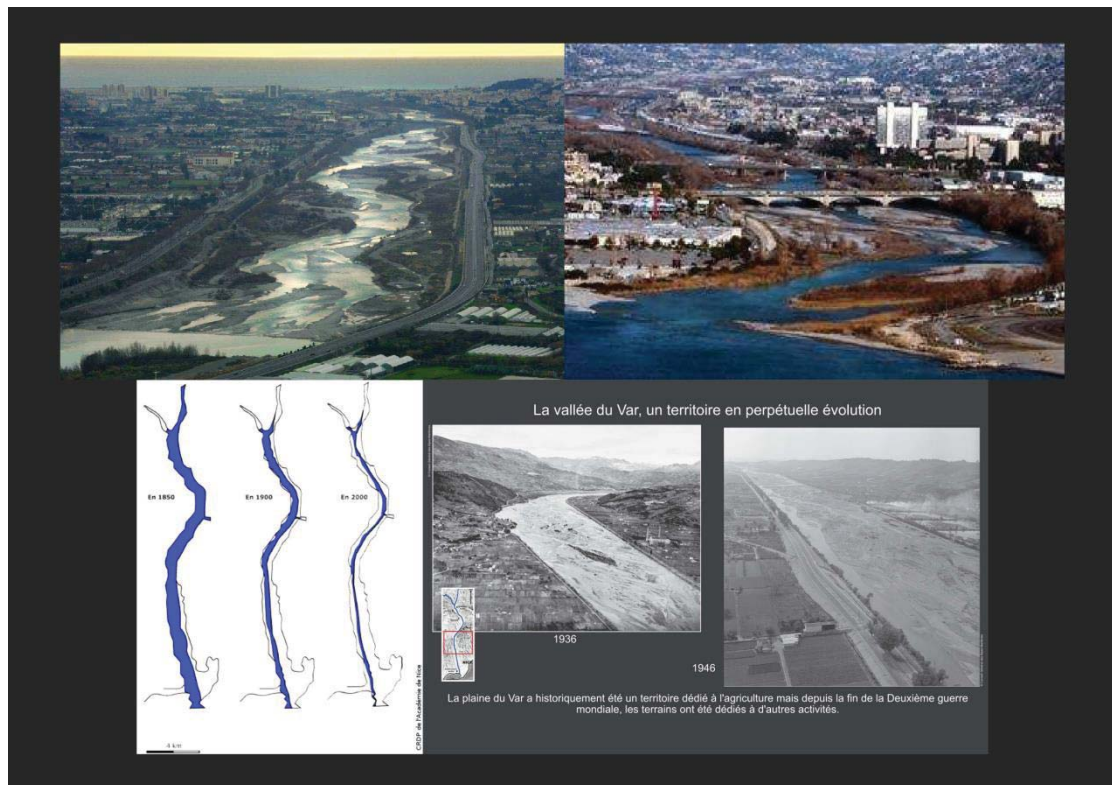 La vallée du Var, un territoire en perpétuelle évolution
En 1850
En 1900
En 2000
1936
1946
La plaine du Var a historiquement été un territoire dédié à l'agriculture mais depuis la fin de la Deuxième guerre
mondiale, les terrains ont été dédiés à d'autres activités.
4 km
CRDP de l'Académie de Nice